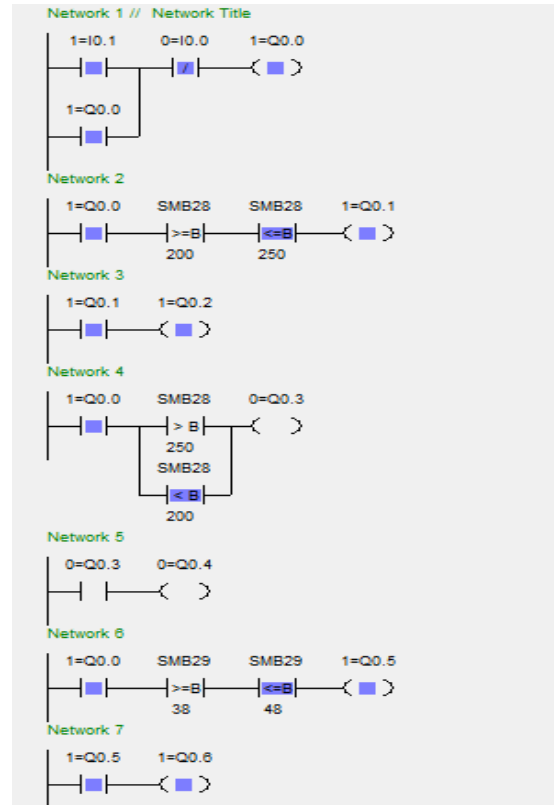 Network 1 // Network Title
1=I0.1 0=I0.0 1=Q0.0
/
1=Q0.0
Network 2
1=Q0.0 SMB28 SMB28 1=Q0.1
>=B <=B
200 250
Network 3
1=Q0.1 1=Q0.2
Network 4
1=Q0.0 SMB28 0=Q0.3
> B
250
SMB28
< B
200
Network 5
0=Q0.3 0=Q0.4
Network 6
1=Q0.0 SMB29 SMB29 1=Q0.5
>=B <=B
38 48
Network 7
1=Q0.5 1=Q0.6